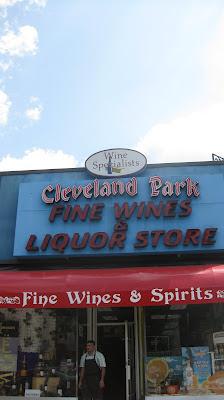 Wine
Specialists
Cleveland Park
FINE WINES
&
LIQUOR STORE
Fine Wines & Spirits